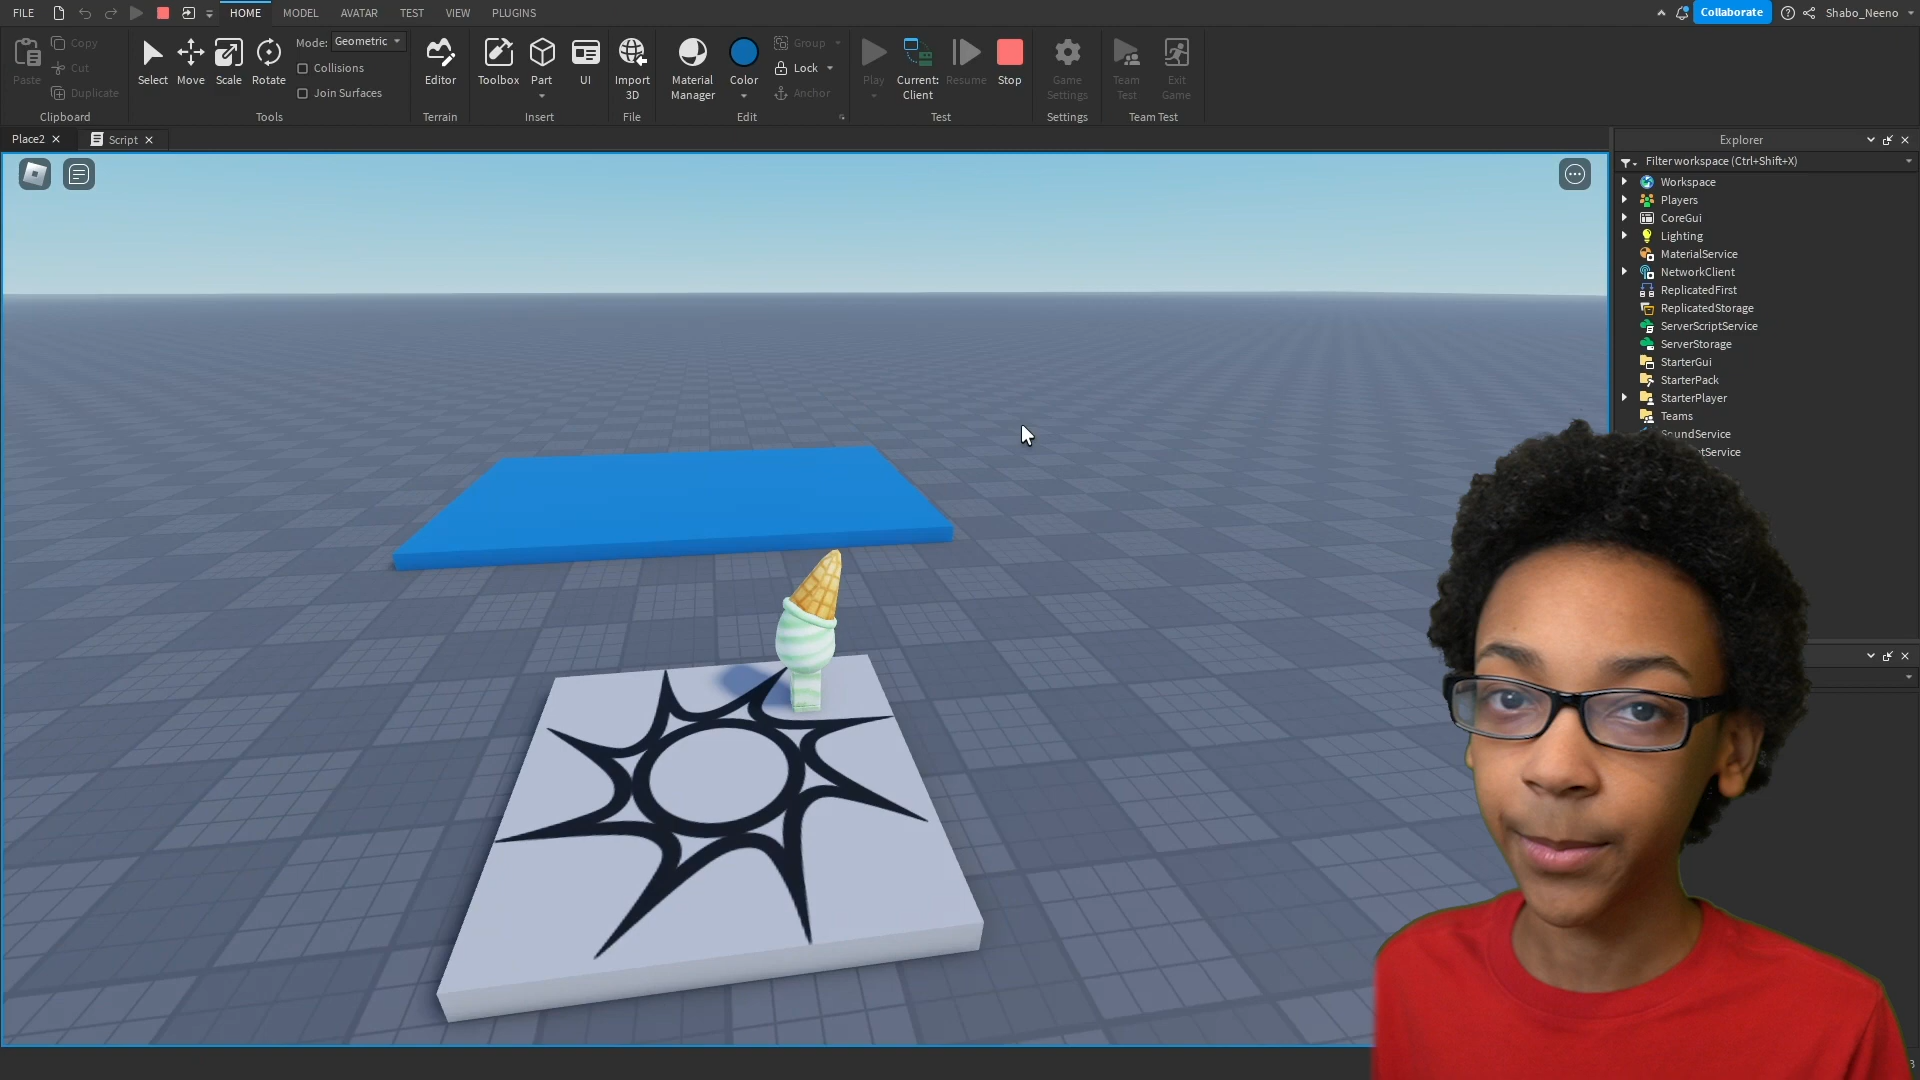 FILE HOME MODEL AVATAR TEST VIEW PLUGINS Collaborate Shabo_Neeno
Paste Copy Cut Duplicate
Clipboard
Select Move Scale Rotate
Mode: Geometric
Collisions
Join Surfaces
Tools
Editor
Terrain
Toolbox Part UI
Insert
Import
3D
File
Material
Manager
Color
Group
Lock
Anchor
Edit
Play
Current:
Client
Resume Stop
Test
Game
Settings
Settings
Team
Test
Exit
Game
Team Test
Place2 Script
Explorer
Filter workspace (Ctrl+Shift+X)
Workspace
Players
CoreGui
Lighting
MaterialService
NetworkClient
ReplicatedFirst
ReplicatedStorage
ServerScriptService
ServerStorage
StarterGui
StarterPack
StarterPlayer
Teams
SoundService